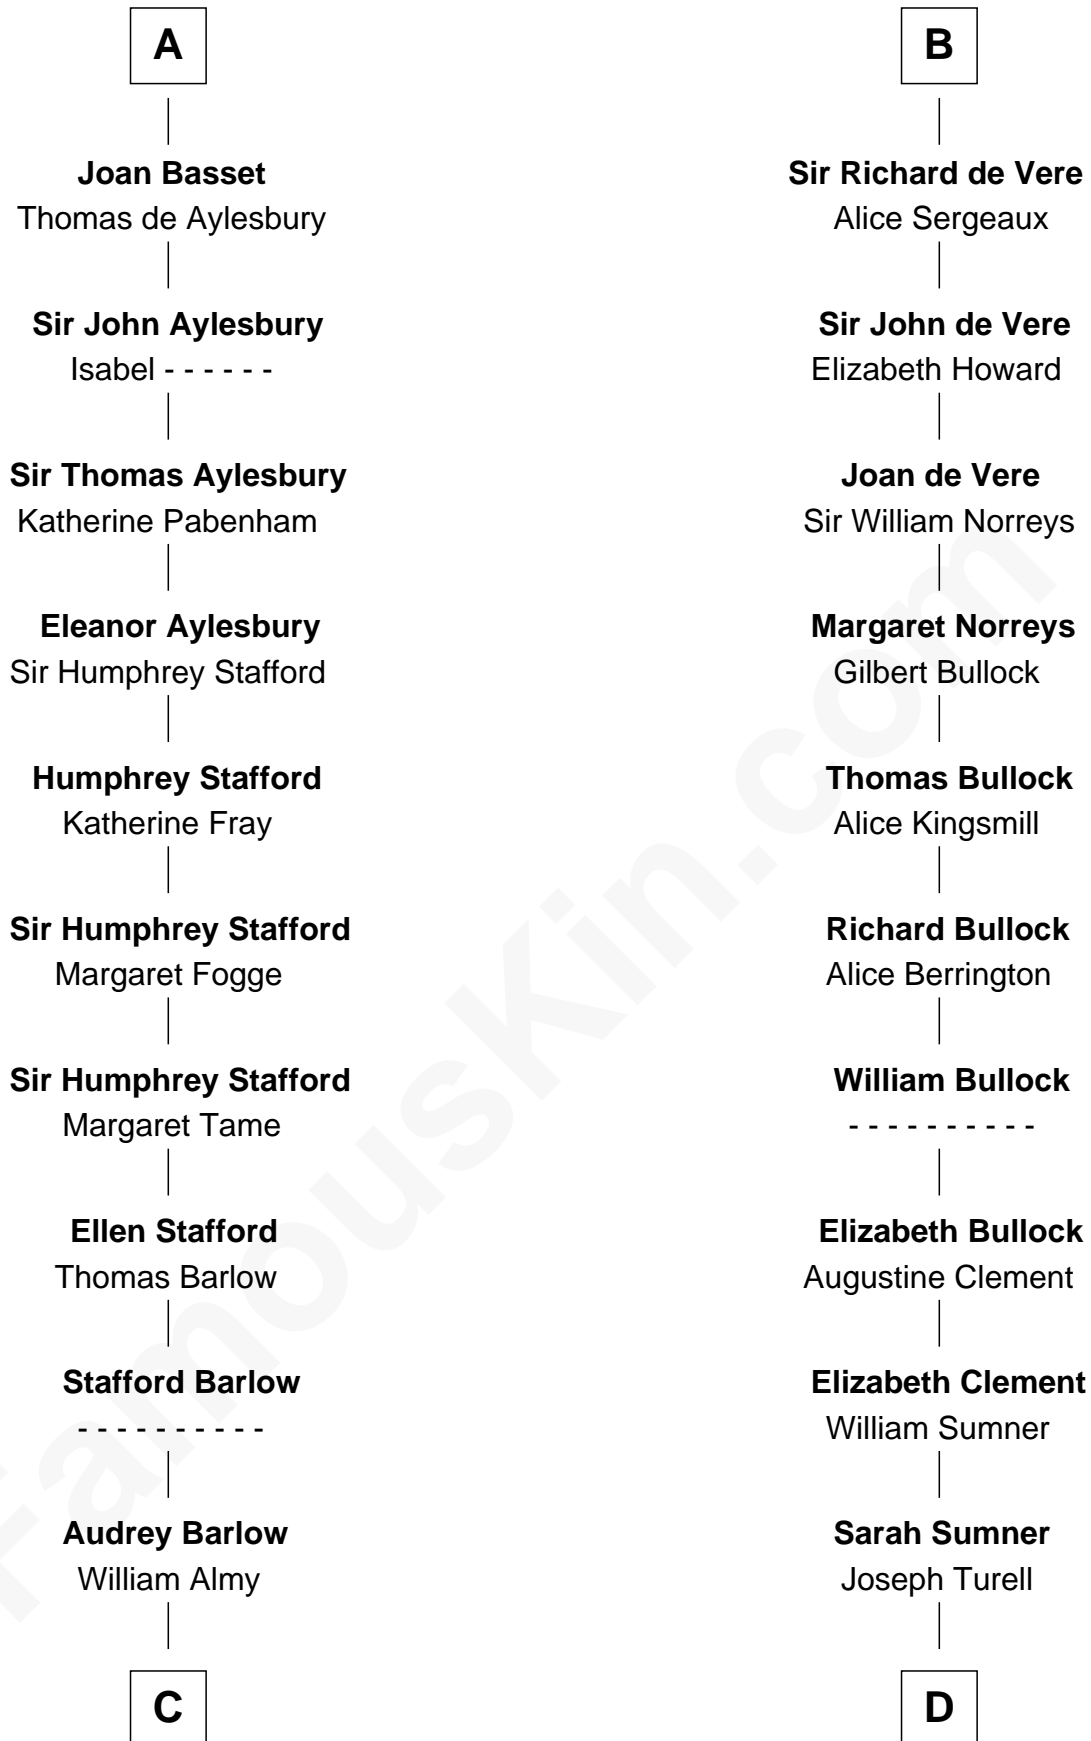 A
Joan Basset
Thomas de Aylesbury
Sir John Aylesbury
Isabel - - - - - -
Sir Thomas Aylesbury
Katherine Pabenham
Eleanor Aylesbury
Sir Humphrey Stafford
Humphrey Stafford
Katherine Fray
Sir Humphrey Stafford
Margaret Fogge
Sir Humphrey Stafford
Margaret Tame
Ellen Stafford
Thomas Barlow
Stafford Barlow
- - - - - - - - - -
Audrey Barlow
William Almy
C
B
Sir Richard de Vere
Alice Sergeaux
Sir John de Vere
Elizabeth Howard
Joan de Vere
Sir William Norreys
Margaret Norreys
Gilbert Bullock
Thomas Bullock
Alice Kingsmill
Richard Bullock
Alice Berrington
William Bullock
- - - - - - - - - -
Elizabeth Bullock
Augustine Clement
Elizabeth Clement
William Sumner
Sarah Sumner
Joseph Turell
D
FamousKin.com